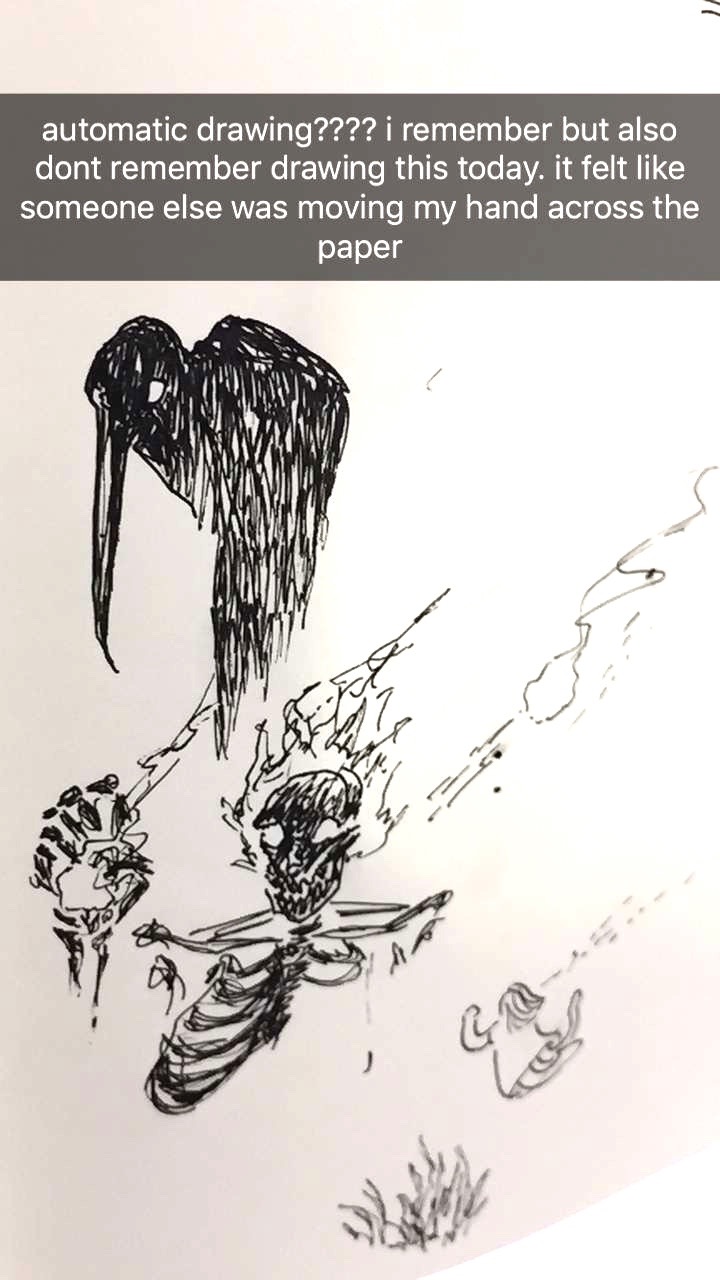 automatic drawing???? i remember but also
dont remember drawing this today. it felt like
someone else was moving my hand across the
paper